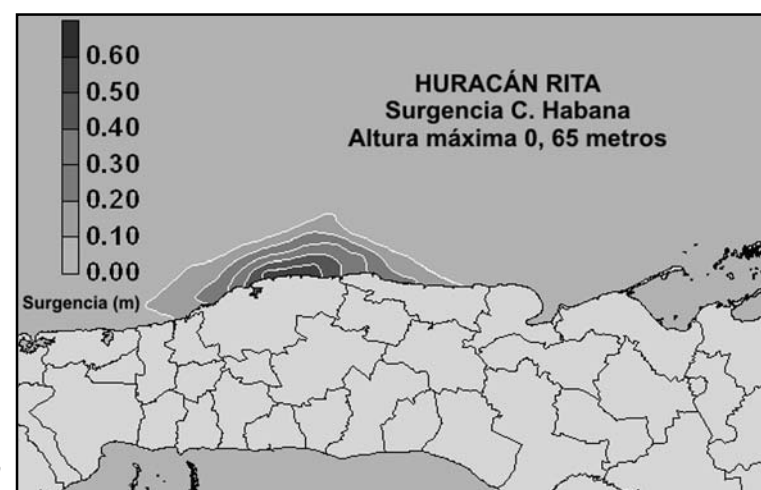 HURACÁN RITA
Surgencia C. Habana
Altura máxima 0, 65 metros
0.60
0.50
0.40
0.30
0.20
0.10
0.00
Surgencia (m)